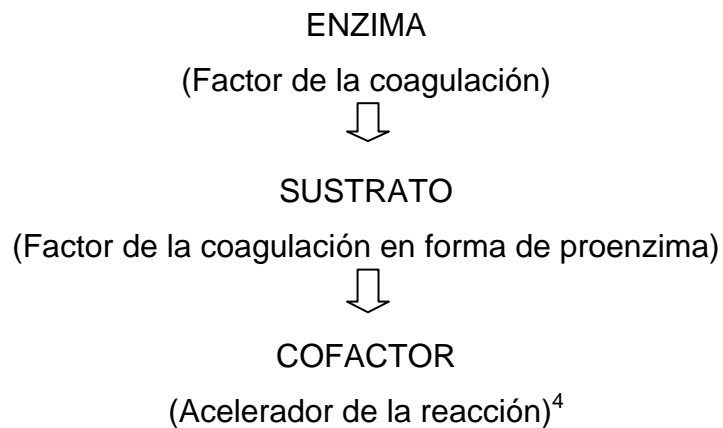 ENZIMA
(Factor de la coagulación)
SUSTRATO
(Factor de la coagulación en forma de proenzima)
COFACTOR
(Acelerador de la reacción)⁴